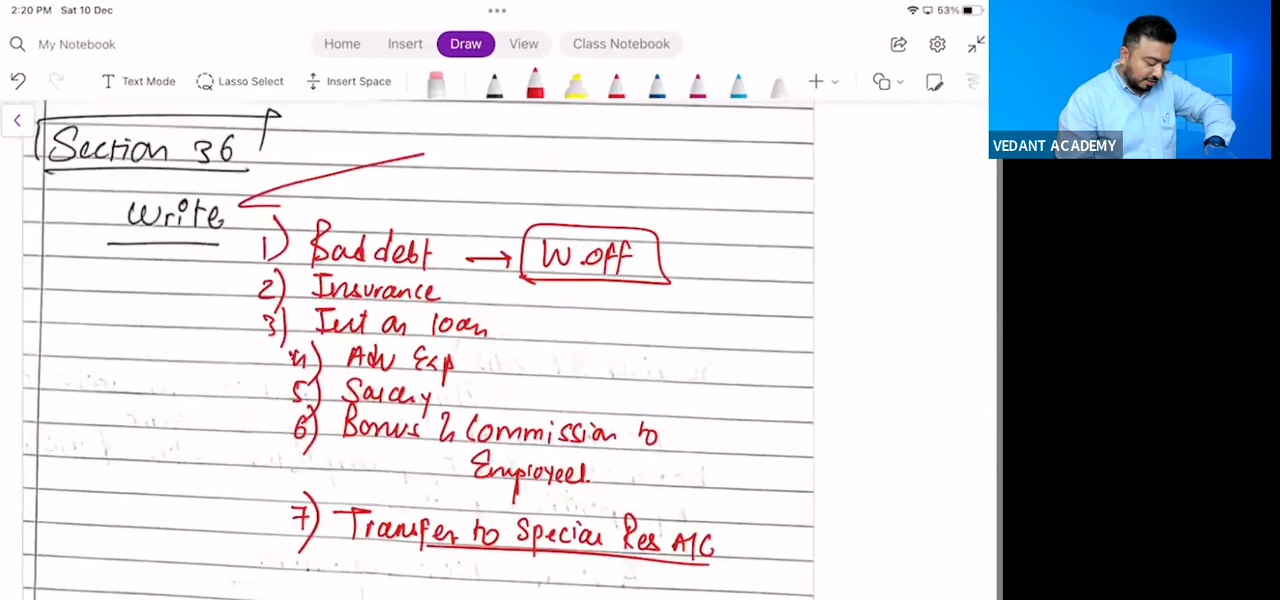 2:20 PM Sat 10 Dec
53%
My Notebook
Home Insert Draw View Class Notebook
Text Mode Lasso Select Insert Space
VEDANT ACADEMY
Section 36
Write
1) Bad debt → W.off
2) Insurance
3) Int on loan
4) Adv Exp
5) Salary
6) Bonus & Commission to
Employees.
7) Transfer to Special Res A/C